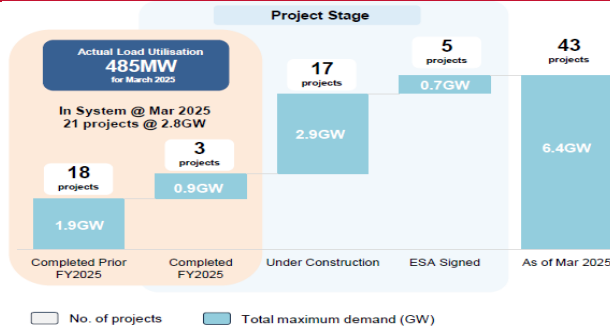 Project Stage
Actual Load Utilisation
485MW
for March 2025
In System @ Mar 2025
21 projects @ 2.8GW
18
projects
1.9GW
Completed Prior
FY2025
3
projects
0.9GW
Completed
FY2025
17
projects
2.9GW
Under Construction
5
projects
0.7GW
ESA Signed
43
projects
6.4GW
As of Mar 2025
No. of projects
Total maximum demand (GW)